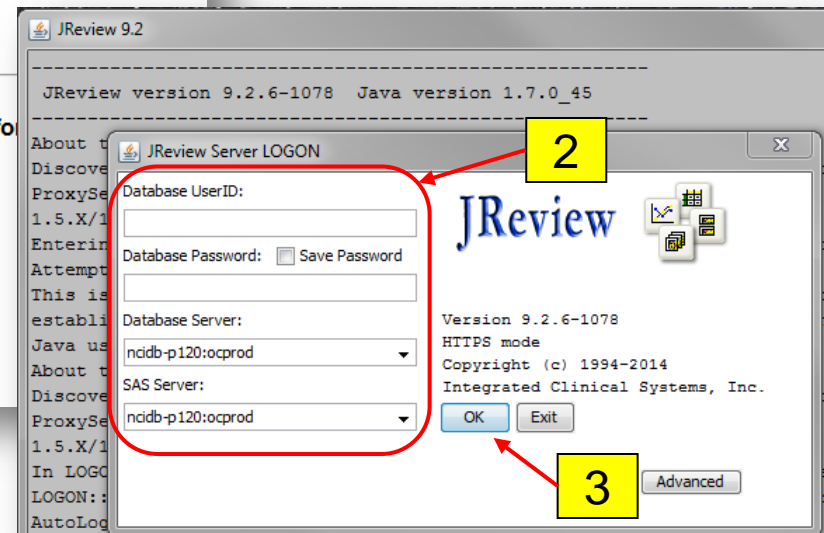 JReview 9.2
JReview version 9.2.6-1078 Java version 1.7.0_45
for
About t
Discove
ProxySe
1.5.X/1
Enterin
Attempt
This is
establi
Java us
About t
Discove
ProxySe
1.5.X/1
In LOGO
LOGON::
AutoLog
JReview Server LOGON
2
Database UserID:
Database Password: Save Password
Database Server:
ncidb-p120:ocprod
SAS Server:
ncidb-p120:ocprod
JReview
Version 9.2.6-1078
HTTPS mode
Copyright (c) 1994-2014
Integrated Clinical Systems, Inc.
OK Exit
3
Advanced